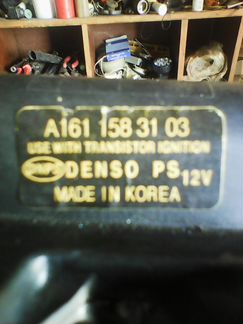 A161 158 31 03
USE WITH TRANSISTOR IGNITION
DENSO PS 12V
MADE IN KOREA